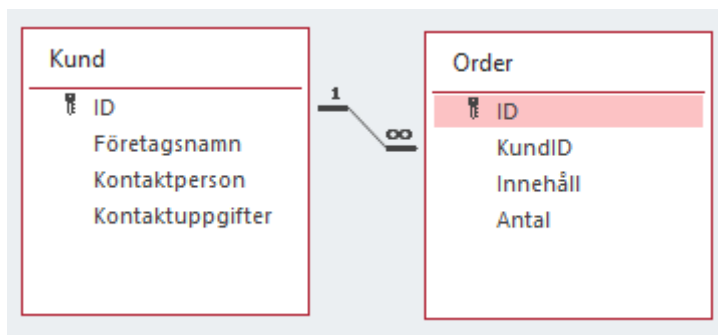 Kund
ID
Företagsnamn
Kontaktperson
Kontaktuppgifter
1
∞
Order
ID
KundID
Innehåll
Antal